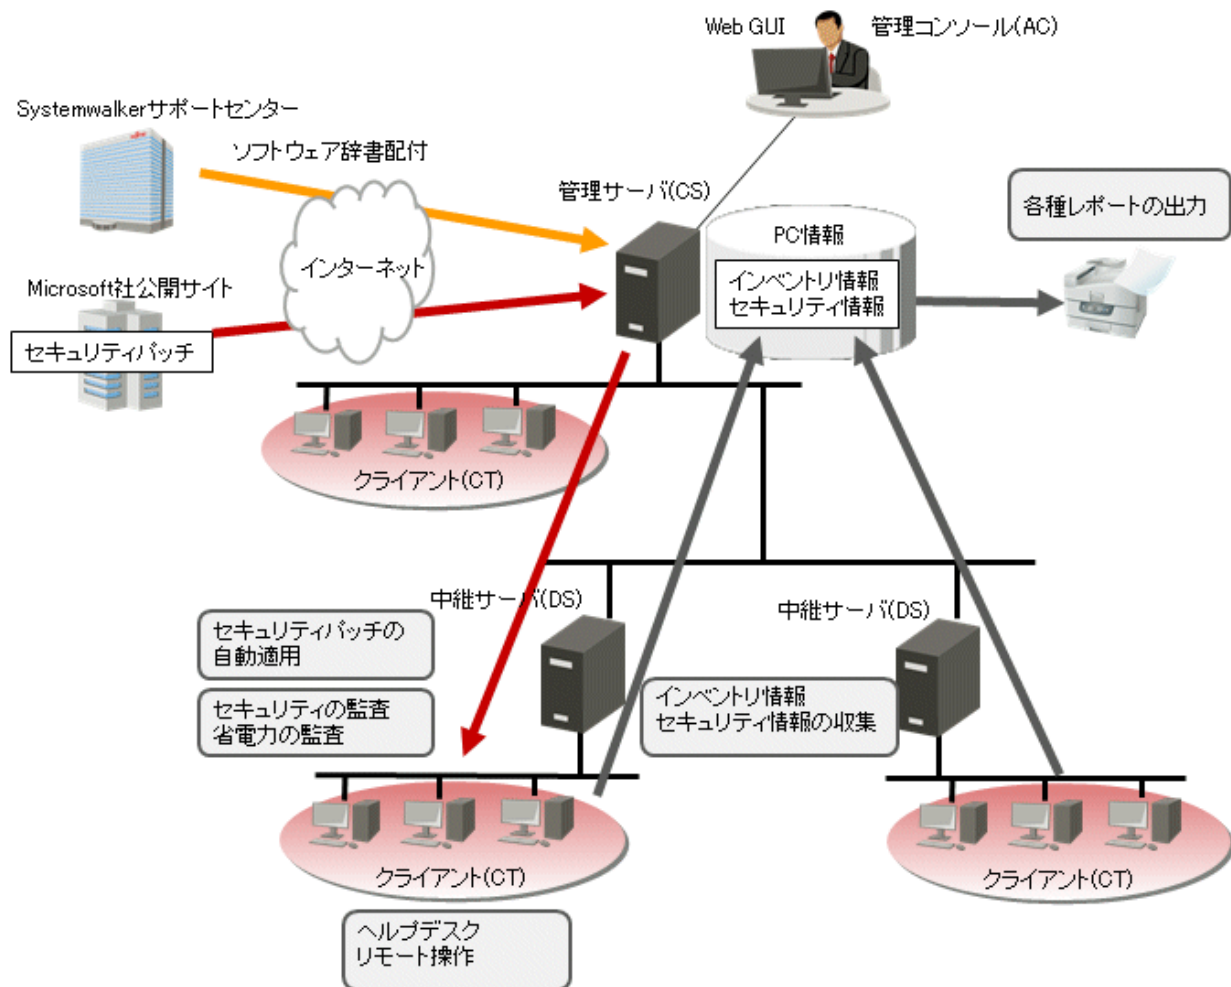 Web GUI
管理コンソール(AC)
Systemwalkerサポートセンター
ソフトウェア辞書配付
管理サーバ(CS)
各種レポートの出力
PC情報
インターネット
インベントリ情報
セキュリティ情報
Microsoft社公開サイト
セキュリティパッチ
クライアント(CT)
中継サーバ(DS)
中継サーバ(DS)
セキュリティパッチの
自動適用
セキュリティの監査
省電力の監査
インベントリ情報
セキュリティ情報の収集
クライアント(CT)
クライアント(CT)
ヘルプデスク
リモート操作